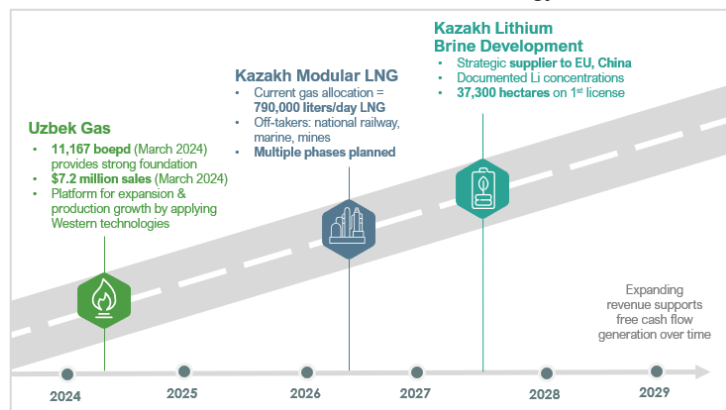 Kazakh Lithium
Brine Development
• Strategic supplier to EU, China
• Documented Li concentrations
• 37,300 hectares on 1st license
Kazakh Modular LNG
• Current gas allocation =
790,000 liters/day LNG
• Off-takers: national railway,
marine, mines
• Multiple phases planned
Uzbek Gas
• 11,167 boepd (March 2024)
provides strong foundation
• $7.2 million sales (March 2024)
• Platform for expansion &
production growth by applying
Western technologies
Expanding
revenue supports
free cash flow
generation over time
2024 2025 2026 2027 2028 2029